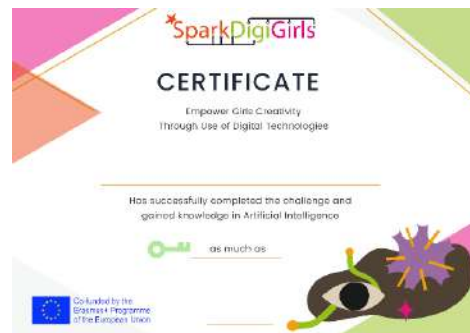 SparkDigiGirls
CERTIFICATE
Empower Girls Creativity
Through Use of Digital Technologies
Has successfully completed the challenge and
gained knowledge in Artificial Intelligence
as much as
Co-funded by the
Erasmus+ Programme
of the European Union